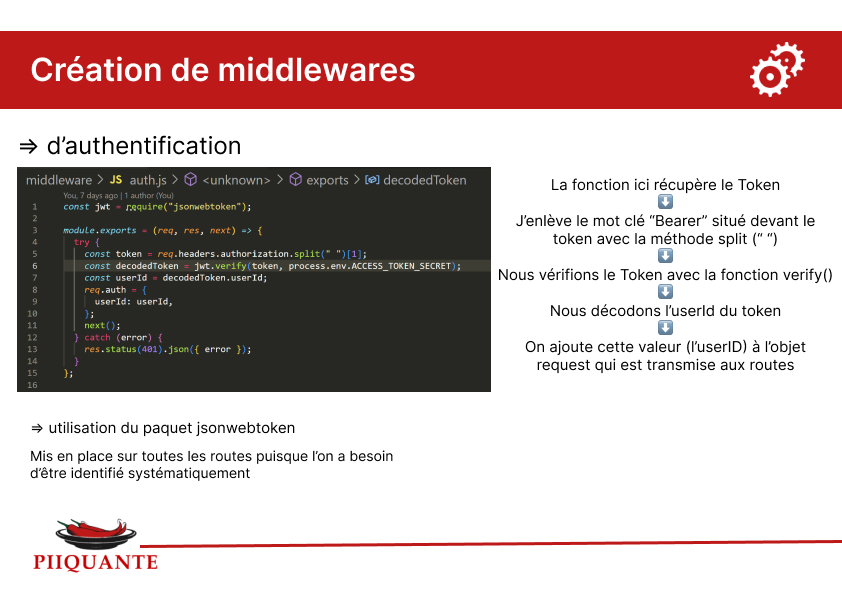 Création de middlewares
⇒ d’authentification
middleware > JS auth.js > <unknown> > exports > decodedToken
You, 7 days ago | 1 author (You)
1 const jwt = require("jsonwebtoken");
2
3 module.exports = (req, res, next) => {
4 try {
5 const token = req.headers.authorization.split(" ")[1];
6 const decodedToken = jwt.verify(token, process.env.ACCESS_TOKEN_SECRET);
7 const userId = decodedToken.userId;
8 req.auth = {
9 userId: userId,
10 };
11 next();
12 } catch (error) {
13 res.status(401).json({ error });
14 }
15 };
16
La fonction ici récupère le Token
J’enlève le mot clé “Bearer” situé devant le
token avec la méthode split (“ “)
Nous vérifions le Token avec la fonction verify()
Nous décodons l’userId du token
On ajoute cette valeur (l’userID) à l’objet
request qui est transmise aux routes
⇒ utilisation du paquet jsonwebtoken
Mis en place sur toutes les routes puisque l’on a besoin
d’être identifié systématiquement
PIIQUANTE